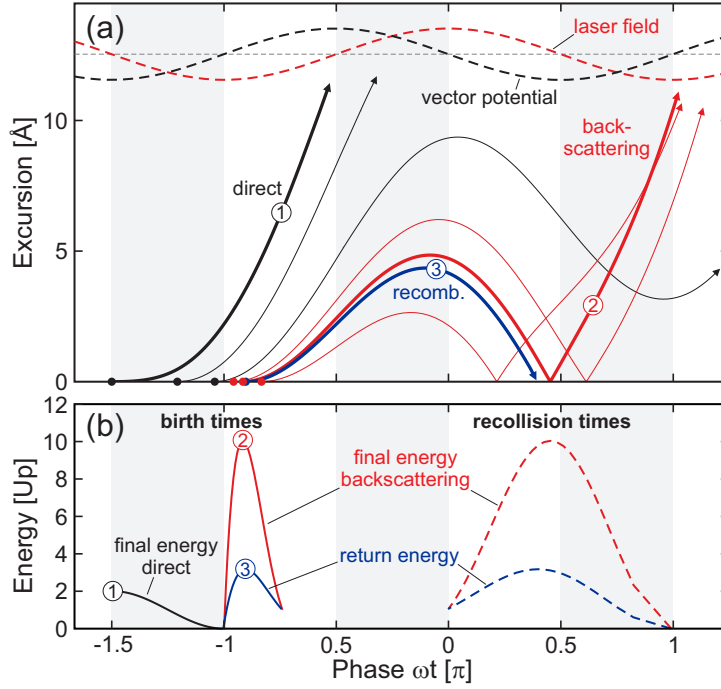 (a)
laser field
vector potential
back-
scattering
direct
1
3
recomb.
2
Excursion [Å]
10
5
0
(b)
birth times
recollision times
2
final energy
backscattering
final energy
direct
3
return energy
1
Energy [Up]
12
10
8
6
4
2
0
-1.5
-1
0.5
0
0.5
1
Phase ωt [π]